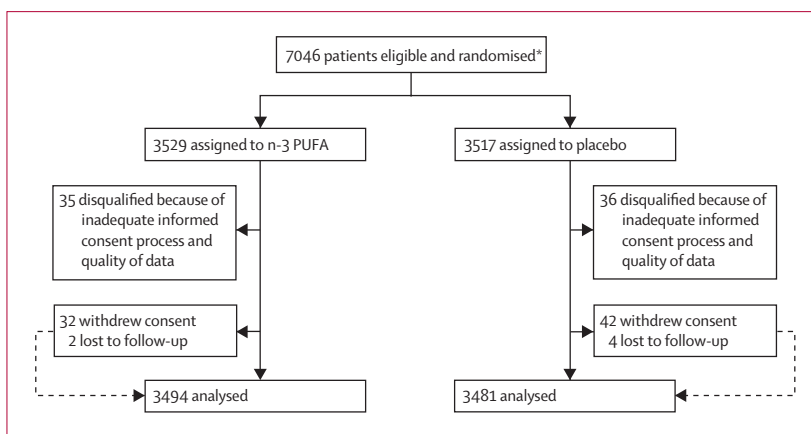 7046 patients eligible and randomised*
3529 assigned to n-3 PUFA
3517 assigned to placebo
35 disqualified because of
inadequate informed
consent process and
quality of data
36 disqualified because of
inadequate informed
consent process and
quality of data
32 withdrew consent
2 lost to follow-up
42 withdrew consent
4 lost to follow-up
3494 analysed
3481 analysed